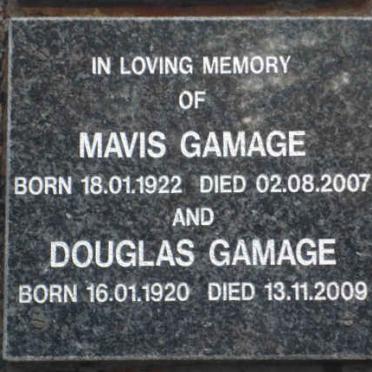 IN LOVING MEMORY
OF
MAVIS GAMAGE
BORN 18.01.1922 DIED 02.08.2007
AND
DOUGLAS GAMAGE
BORN 16.01.1920 DIED 13.11.2009